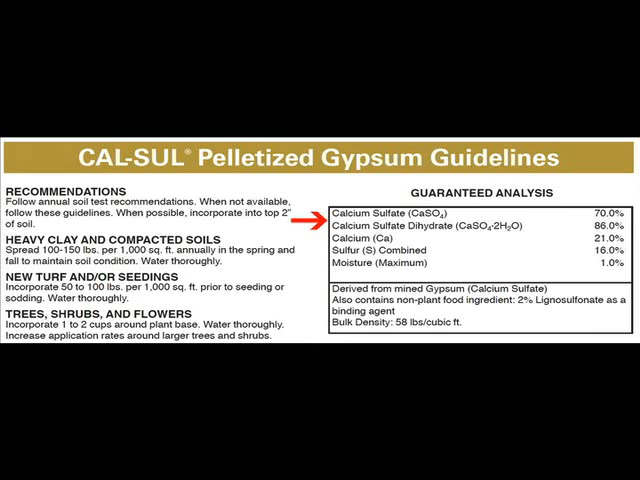 CAL-SUL® Pelletized Gypsum Guidelines
RECOMMENDATIONS
Follow annual soil test recommendations. When not available,
follow these guidelines. When possible, incorporate into top 2"
of soil.
HEAVY CLAY AND COMPACTED SOILS
Spread 100-150 lbs. per 1,000 sq. ft. annually in the spring and
fall to maintain soil condition. Water thoroughly.
NEW TURF AND/OR SEEDINGS
Incorporate 50 to 100 lbs. per 1,000 sq. ft. prior to seeding or
sodding. Water thoroughly.
TREES, SHRUBS, AND FLOWERS
Incorporate 1 to 2 cups around plant base. Water thoroughly.
Increase application rates around larger trees and shrubs.
GUARANTEED ANALYSIS
Calcium Sulfate (CaSO₄) 70.0%
Calcium Sulfate Dihydrate (CaSO₄·2H₂O) 86.0%
Calcium (Ca) 21.0%
Sulfur (S) Combined 16.0%
Moisture (Maximum) 1.0%
Derived from mined Gypsum (Calcium Sulfate)
Also contains non-plant food ingredient: 2% Lignosulfonate as a
binding agent
Bulk Density: 58 lbs/cubic ft.